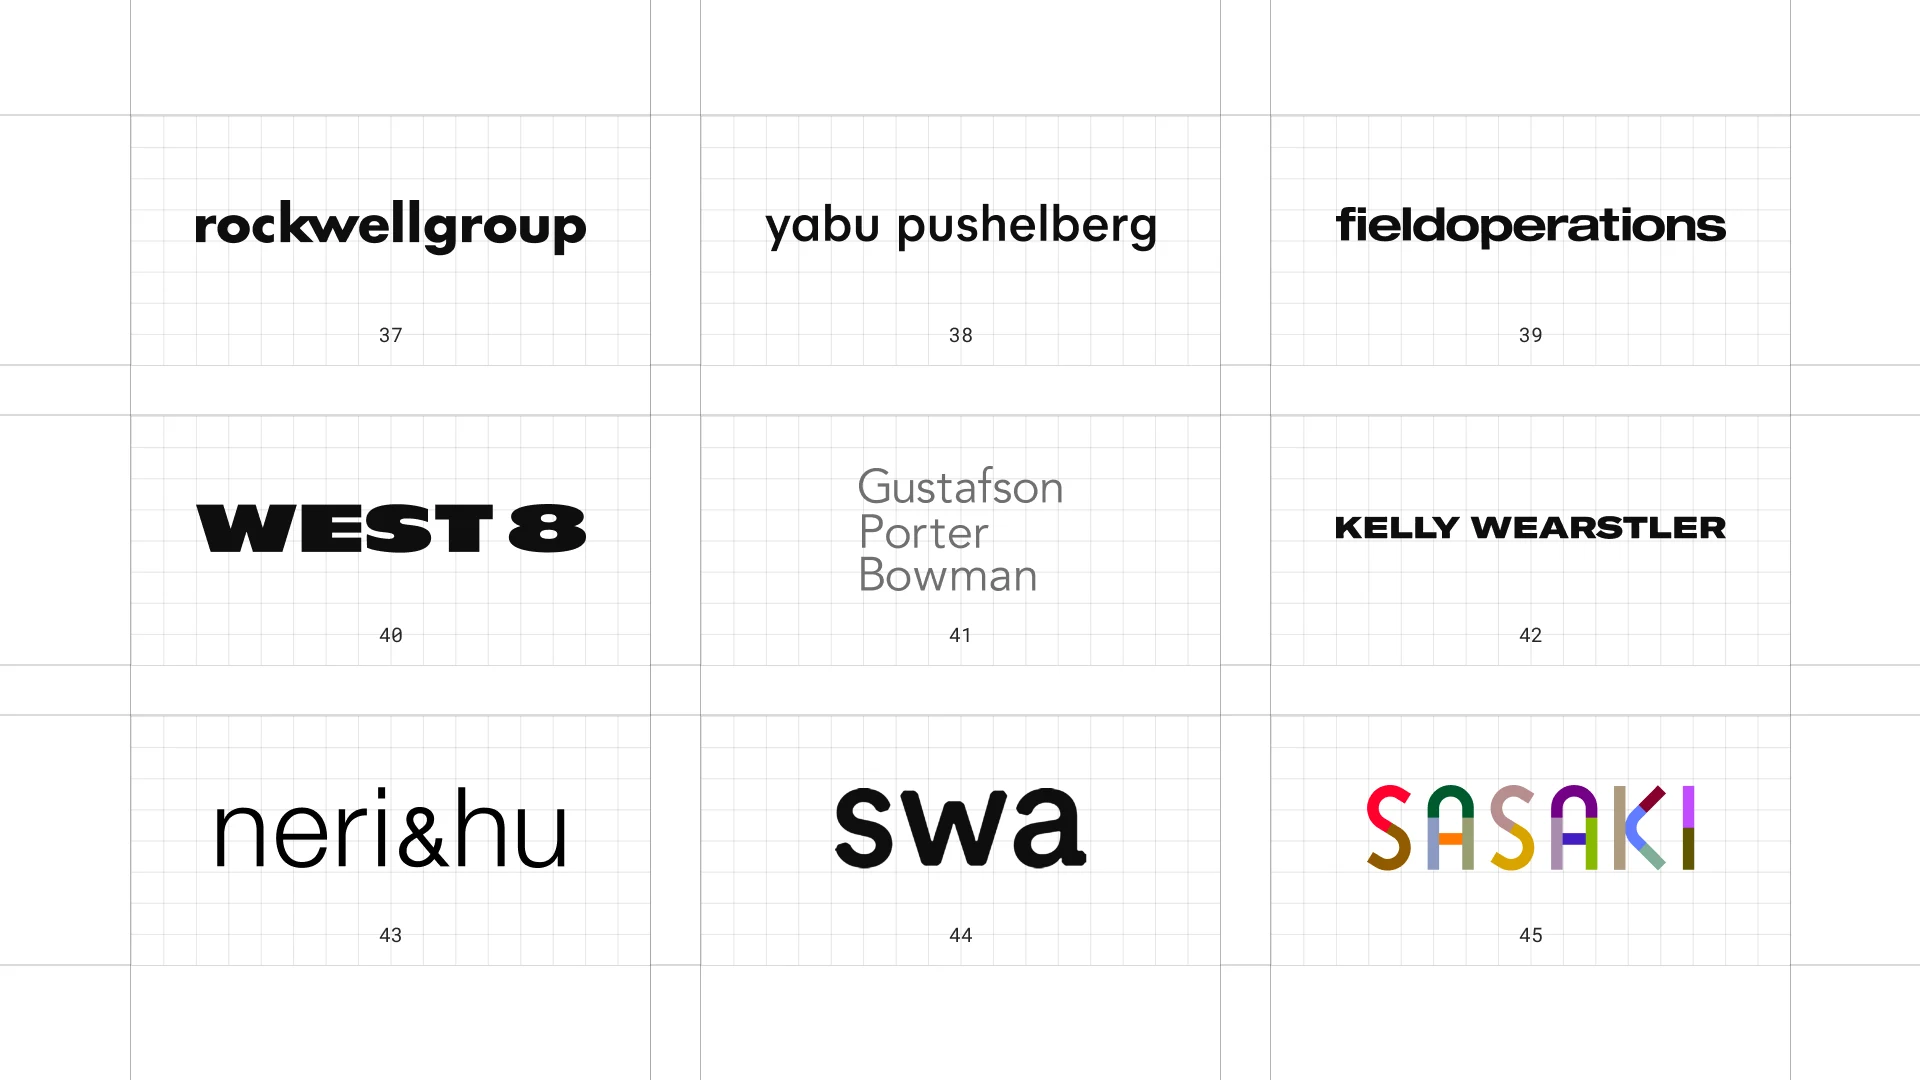 rockwellgroup
yabu pushelberg
fieldoperations
37
38
39
WEST 8
Gustafson
Porter
Bowman
KELLY WEARSTLER
40
41
42
neri&hu
swa
SASAKI
43
44
45